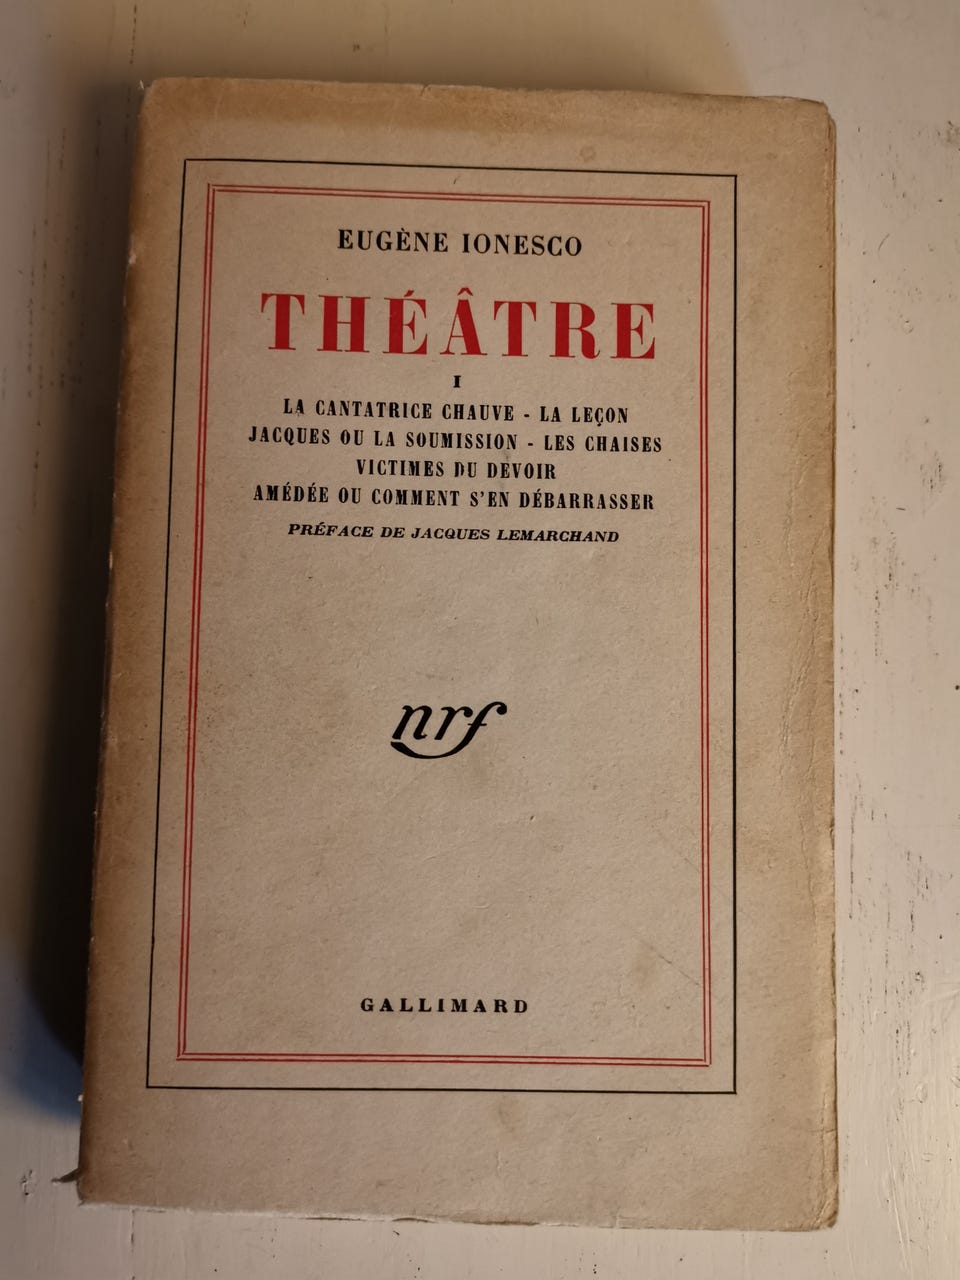 EUGÈNE IONESCO
THÉÂTRE
I
LA CANTATRICE CHAUVE - LA LEÇON
JACQUES OU LA SOUMISSION - LES CHAISES
VICTIMES DU DEVOIR
AMÉDÉE OU COMMENT S'EN DÉBARRASSER
PRÉFACE DE JACQUES LEMARCHAND
nrf
GALLIMARD